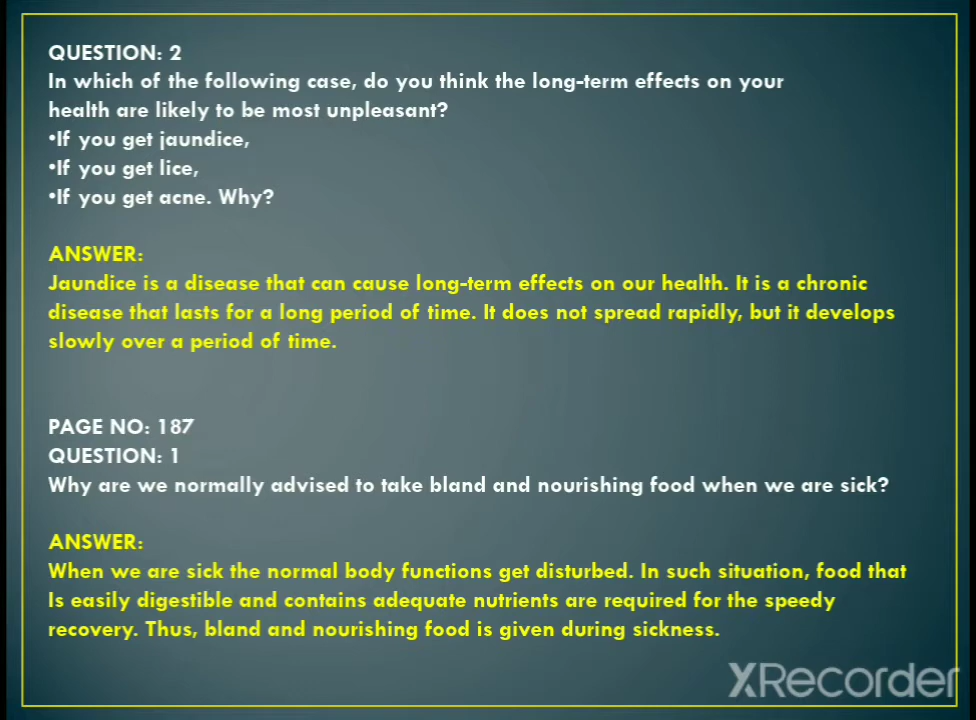 QUESTION: 2
In which of the following case, do you think the long-term effects on your
health are likely to be most unpleasant?
•If you get jaundice,
•If you get lice,
•If you get acne. Why?
ANSWER:
Jaundice is a disease that can cause long-term effects on our health. It is a chronic
disease that lasts for a long period of time. It does not spread rapidly, but it develops
slowly over a period of time.
PAGE NO: 187
QUESTION: 1
Why are we normally advised to take bland and nourishing food when we are sick?
ANSWER:
When we are sick the normal body functions get disturbed. In such situation, food that
Is easily digestible and contains adequate nutrients are required for the speedy
recovery. Thus, bland and nourishing food is given during sickness.
XRecorder